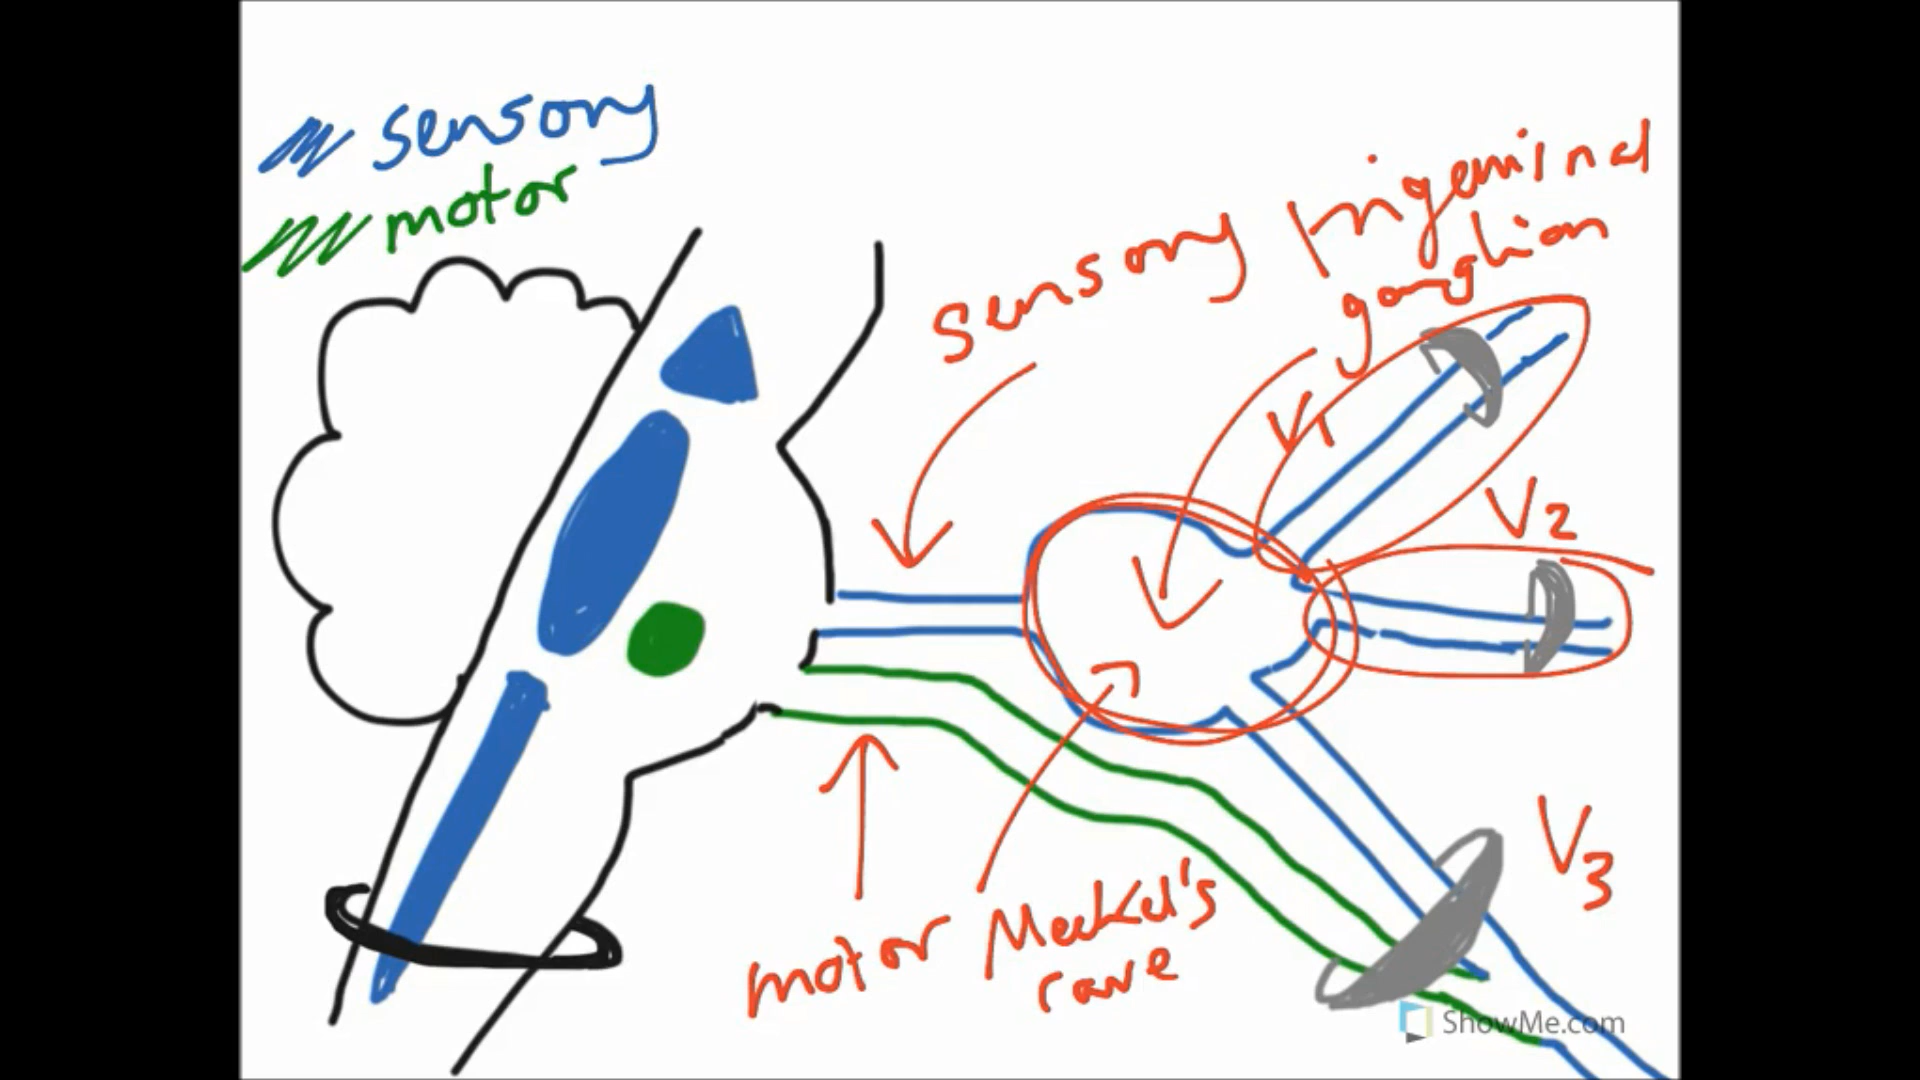 sensory
motor
sensory
trigeminal
ganglion
V1
V2
V3
motor
Meckel's
cave
ShowMe.com